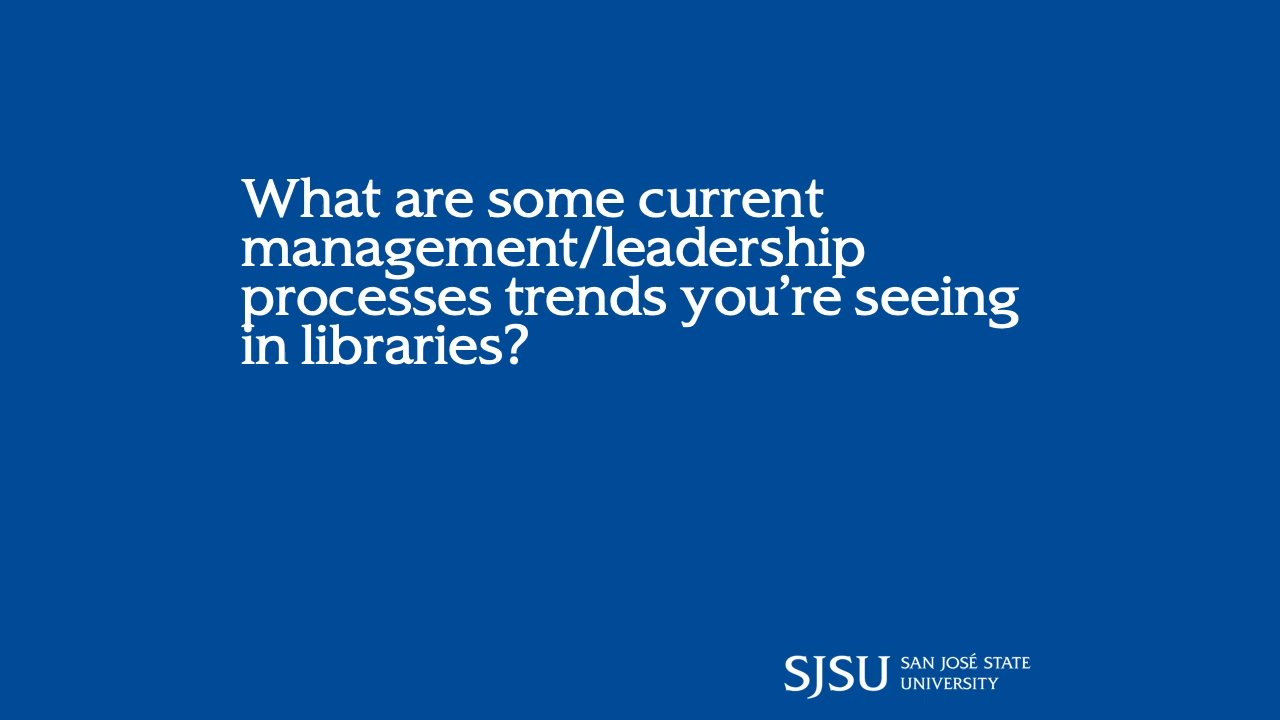 What are some current
management/leadership
processes trends you’re seeing
in libraries?
SJSU SAN JOSÉ STATE
UNIVERSITY